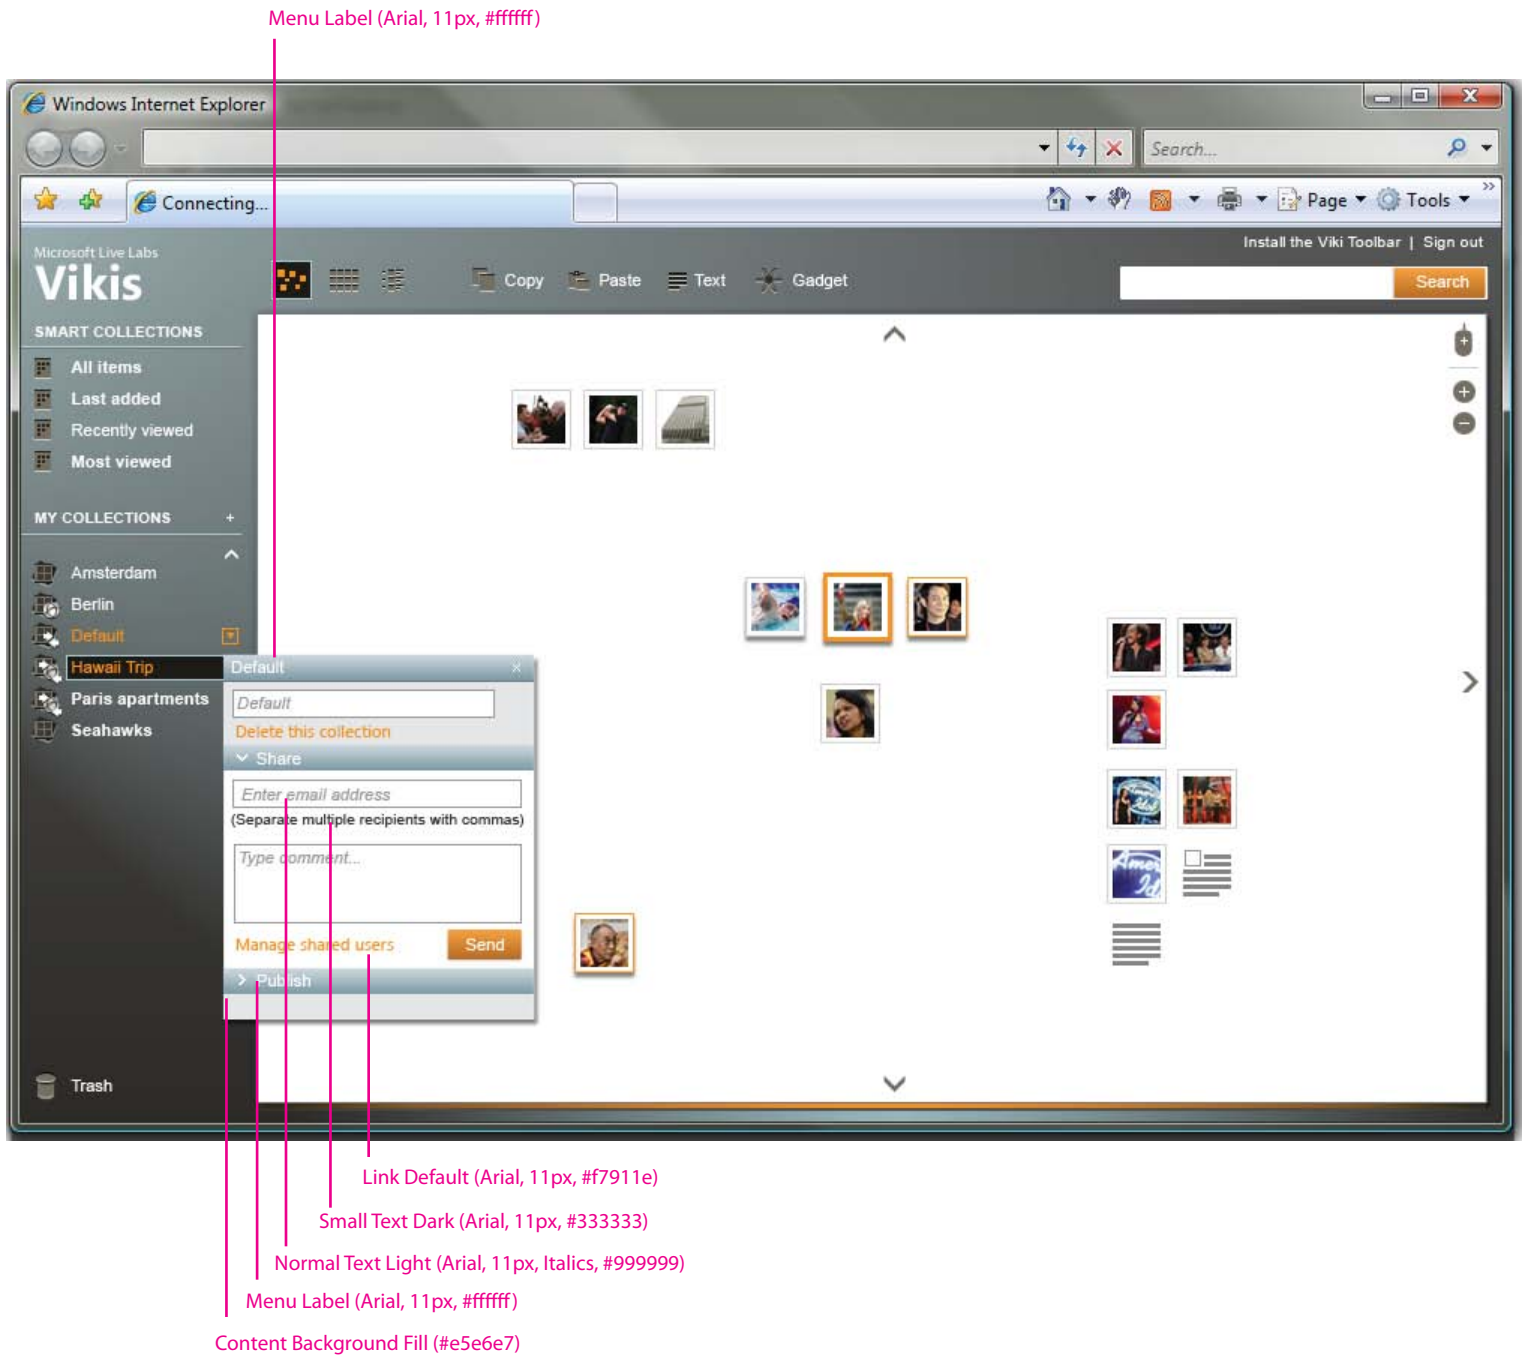 Menu Label (Arial, 11px, #ffffff)
Windows Internet Explorer
Search...
Connecting...
Page
Tools
Install the Viki Toolbar | Sign out
Microsoft Live Labs
Vikis
Copy
Paste
Text
Gadget
Search
SMART COLLECTIONS
All items
Last added
Recently viewed
Most viewed
MY COLLECTIONS +
Amsterdam
Berlin
Default
Hawaii Trip
Paris apartments
Seahawks
Default
Default
Delete this collection
Share
Enter email address
(Separate multiple recipients with commas)
Type comment...
Manage shared users
Send
Publish
Trash
Link Default (Arial, 11px, #f7911e)
Small Text Dark (Arial, 11px, #333333)
Normal Text Light (Arial, 11px, Italics, #999999)
Menu Label (Arial, 11px, #ffffff)
Content Background Fill (#e5e6e7)